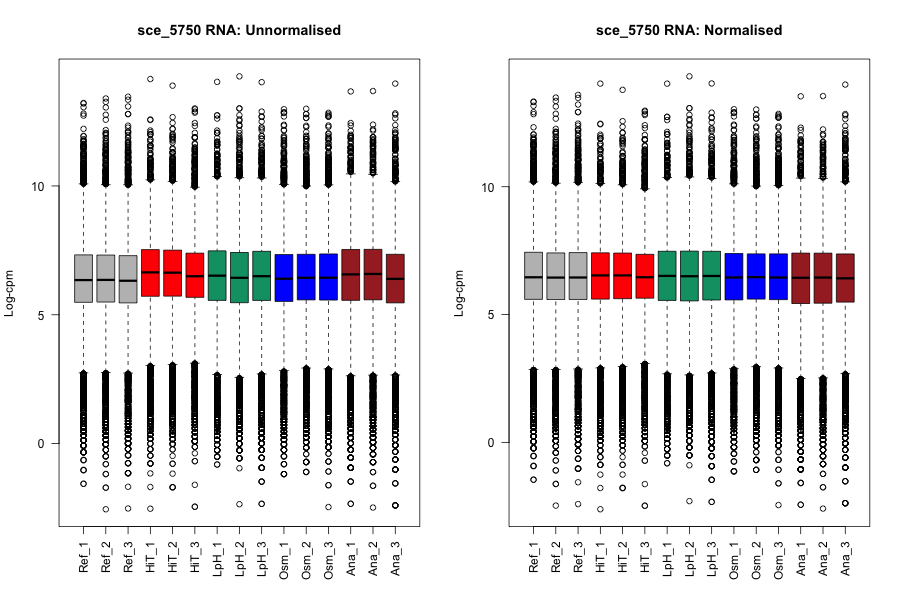 sce_5750 RNA: Unnormalised
Log-cpm
10
5
0
Ref_1
Ref_2
Ref_3
HiT_1
HiT_2
HiT_3
LpH_1
LpH_2
LpH_3
Osm_1
Osm_2
Osm_3
Ana_1
Ana_2
Ana_3
sce_5750 RNA: Normalised
Log-cpm
10
5
0
Ref_1
Ref_2
Ref_3
HiT_1
HiT_2
HiT_3
LpH_1
LpH_2
LpH_3
Osm_1
Osm_2
Osm_3
Ana_1
Ana_2
Ana_3